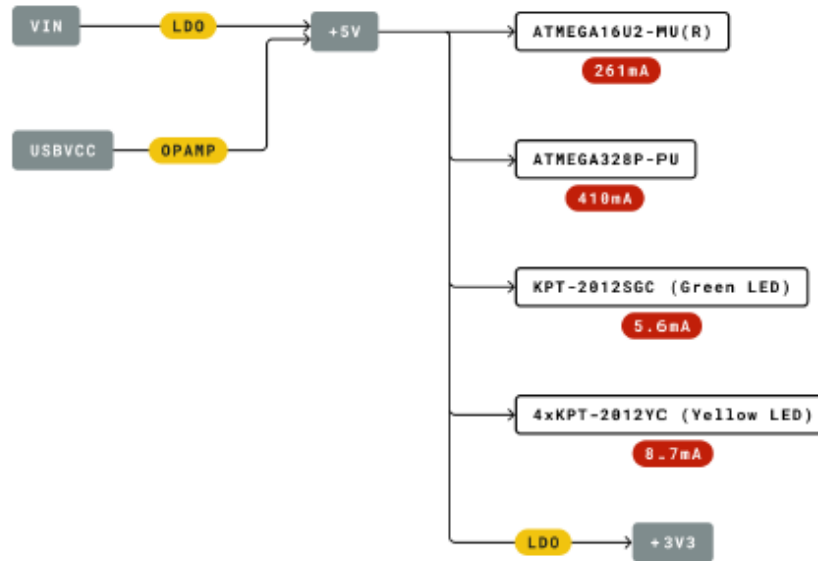 VIN
LDO
+5V
ATMEGA16U2-MU(R)
261mA
USBVCC
OPAMP
ATMEGA328P-PU
410mA
KPT-2012SGC (Green LED)
5.6mA
4xKPT-2012YC (Yellow LED)
8.7mA
LDO
+3V3